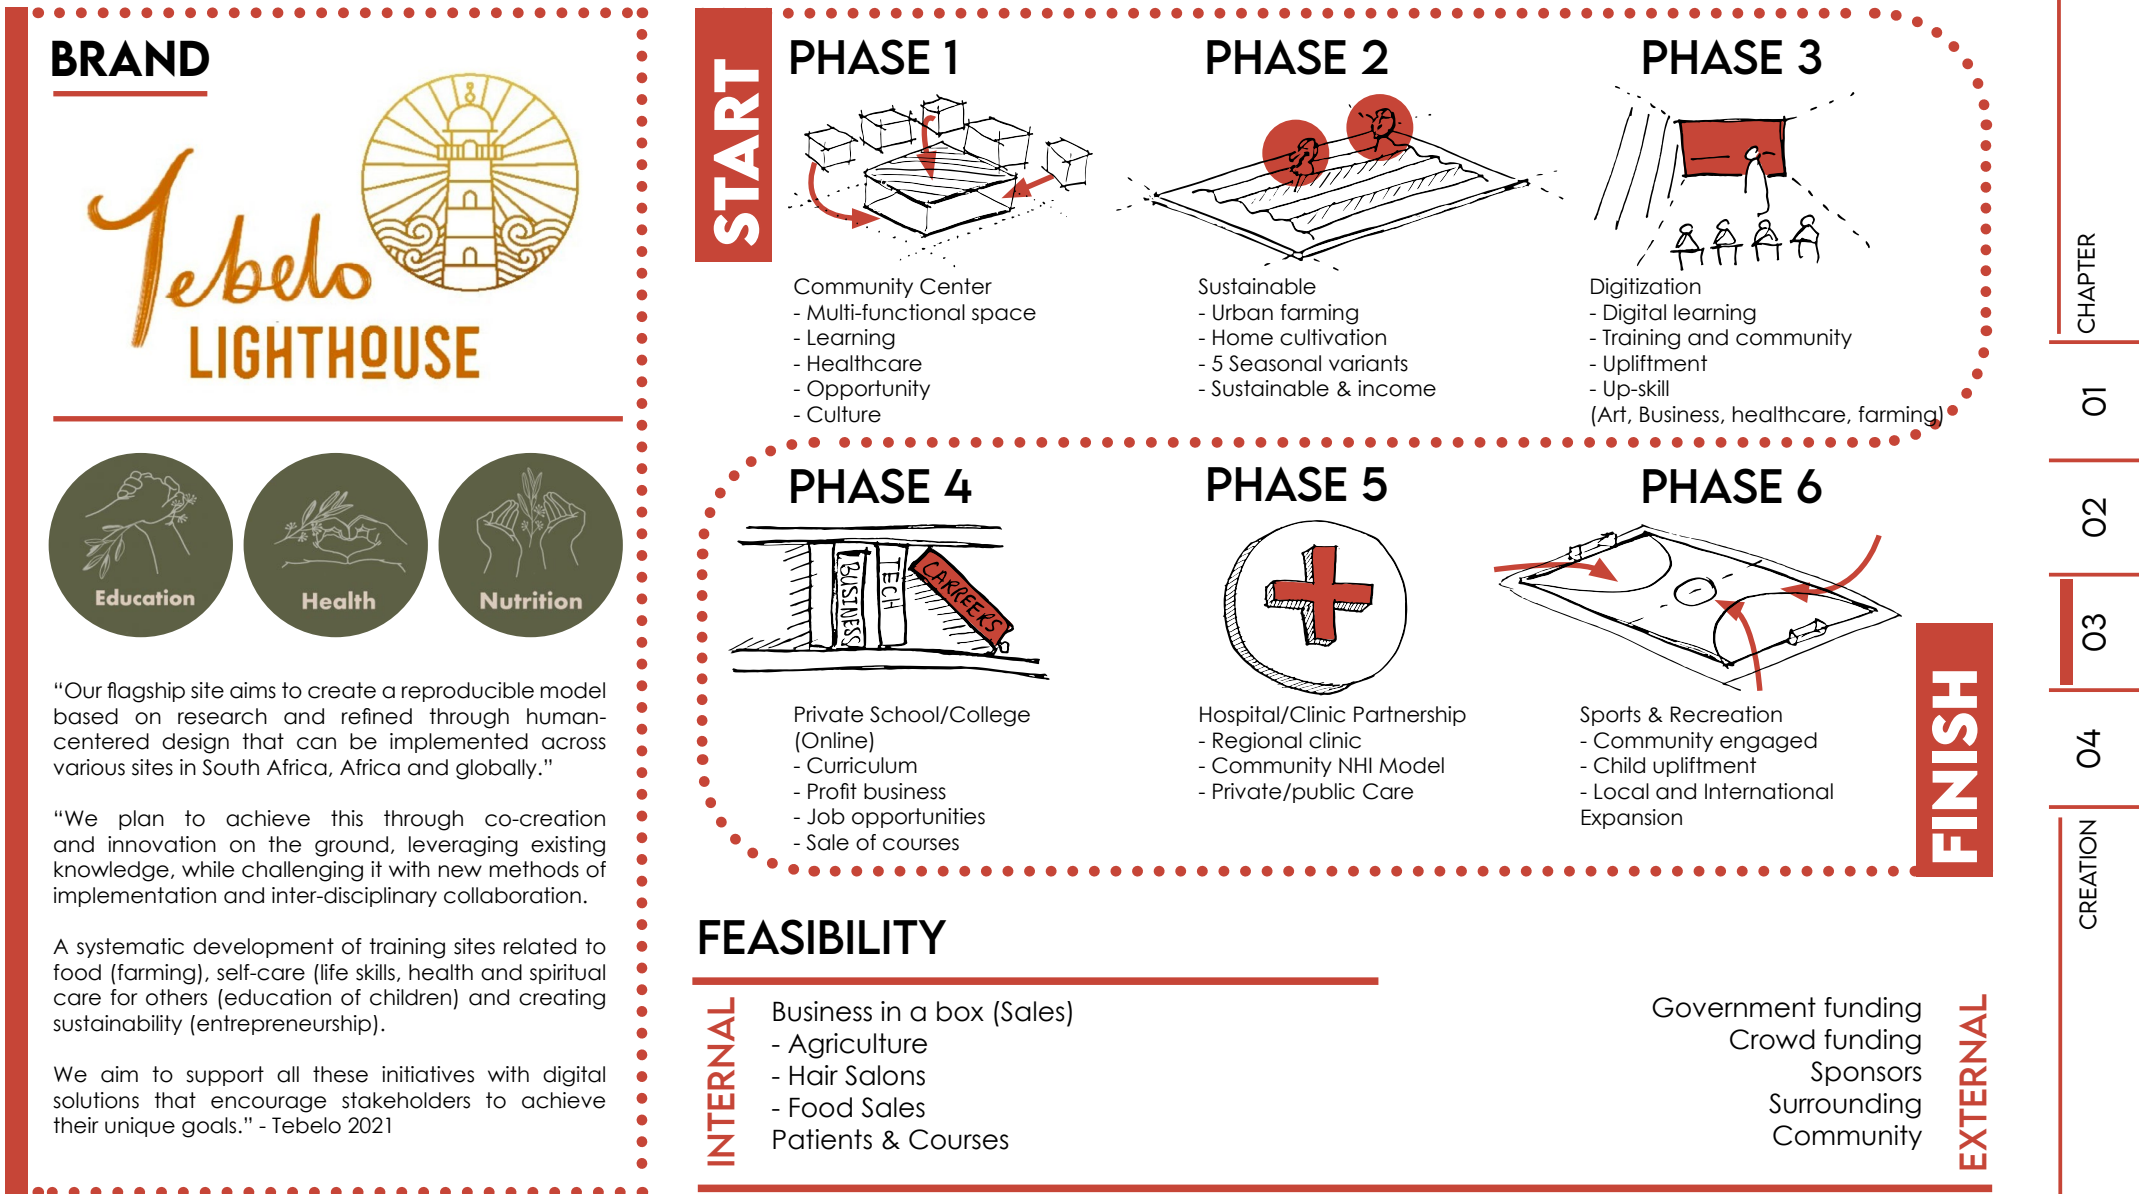 BRAND
Tebelo
LIGHTHOUSE
Education
Health
Nutrition
“Our flagship site aims to create a reproducible model
based on research and refined through human-
centered design that can be implemented across
various sites in South Africa, Africa and globally.”
“We plan to achieve this through co-creation
and innovation on the ground, leveraging existing
knowledge, while challenging it with new methods of
implementation and inter-disciplinary collaboration.
A systematic development of training sites related to
food (farming), self-care (life skills, health and spiritual
care for others (education of children) and creating
sustainability (entrepreneurship).
We aim to support all these initiatives with digital
solutions that encourage stakeholders to achieve
their unique goals.” - Tebelo 2021
START
PHASE 1
Community Center
- Multi-functional space
- Learning
- Healthcare
- Opportunity
- Culture
PHASE 2
Sustainable
- Urban farming
- Home cultivation
- 5 Seasonal variants
- Sustainable & income
PHASE 3
Digitization
- Digital learning
- Training and community
- Upliftment
- Up-skill
(Art, Business, healthcare, farming)
PHASE 4
BUSINESS
TECH
CARREERS
Private School/College
(Online)
- Curriculum
- Profit business
- Job opportunities
- Sale of courses
PHASE 5
Hospital/Clinic Partnership
- Regional clinic
- Community NHI Model
- Private/public Care
PHASE 6
Sports & Recreation
- Community engaged
- Child upliftment
- Local and International
Expansion
FINISH
FEASIBILITY
INTERNAL
Business in a box (Sales)
- Agriculture
- Hair Salons
- Food Sales
Patients & Courses
Government funding
Crowd funding
Sponsors
Surrounding
Community
EXTERNAL
CHAPTER
01
02
03
04
CREATION